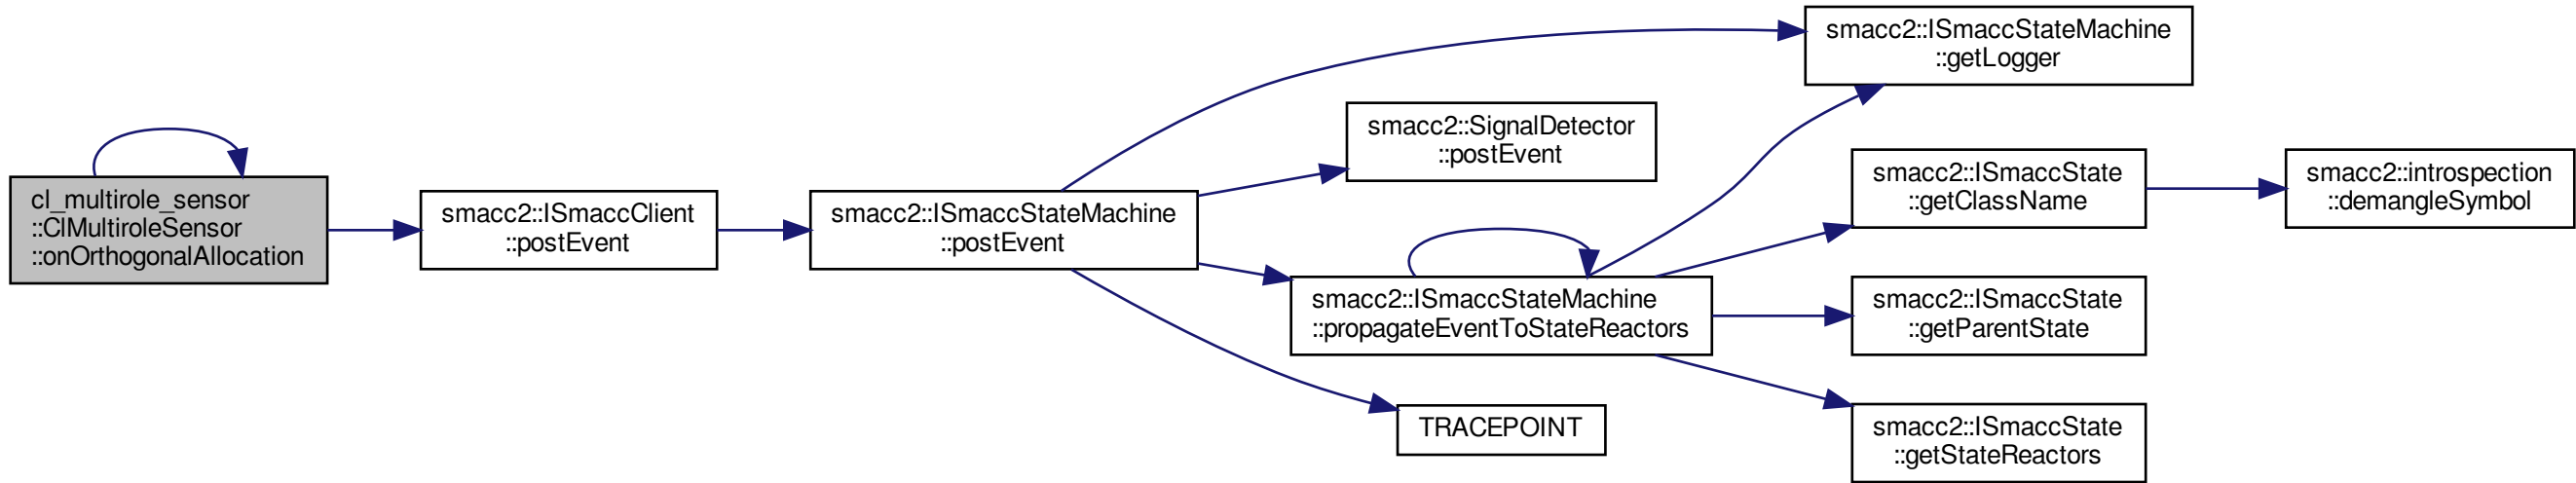 cl_multirole_sensor
::ClMultiroleSensor
::onOrthogonalAllocation
smacc2::ISmaccClient
::postEvent
smacc2::ISmaccStateMachine
::postEvent
smacc2::ISmaccStateMachine
::getLogger
smacc2::SignalDetector
::postEvent
smacc2::ISmaccStateMachine
::propagateEventToStateReactors
smacc2::ISmaccState
::getClassName
smacc2::introspection
::demangleSymbol
smacc2::ISmaccState
::getParentState
smacc2::ISmaccState
::getStateReactors
TRACEPOINT